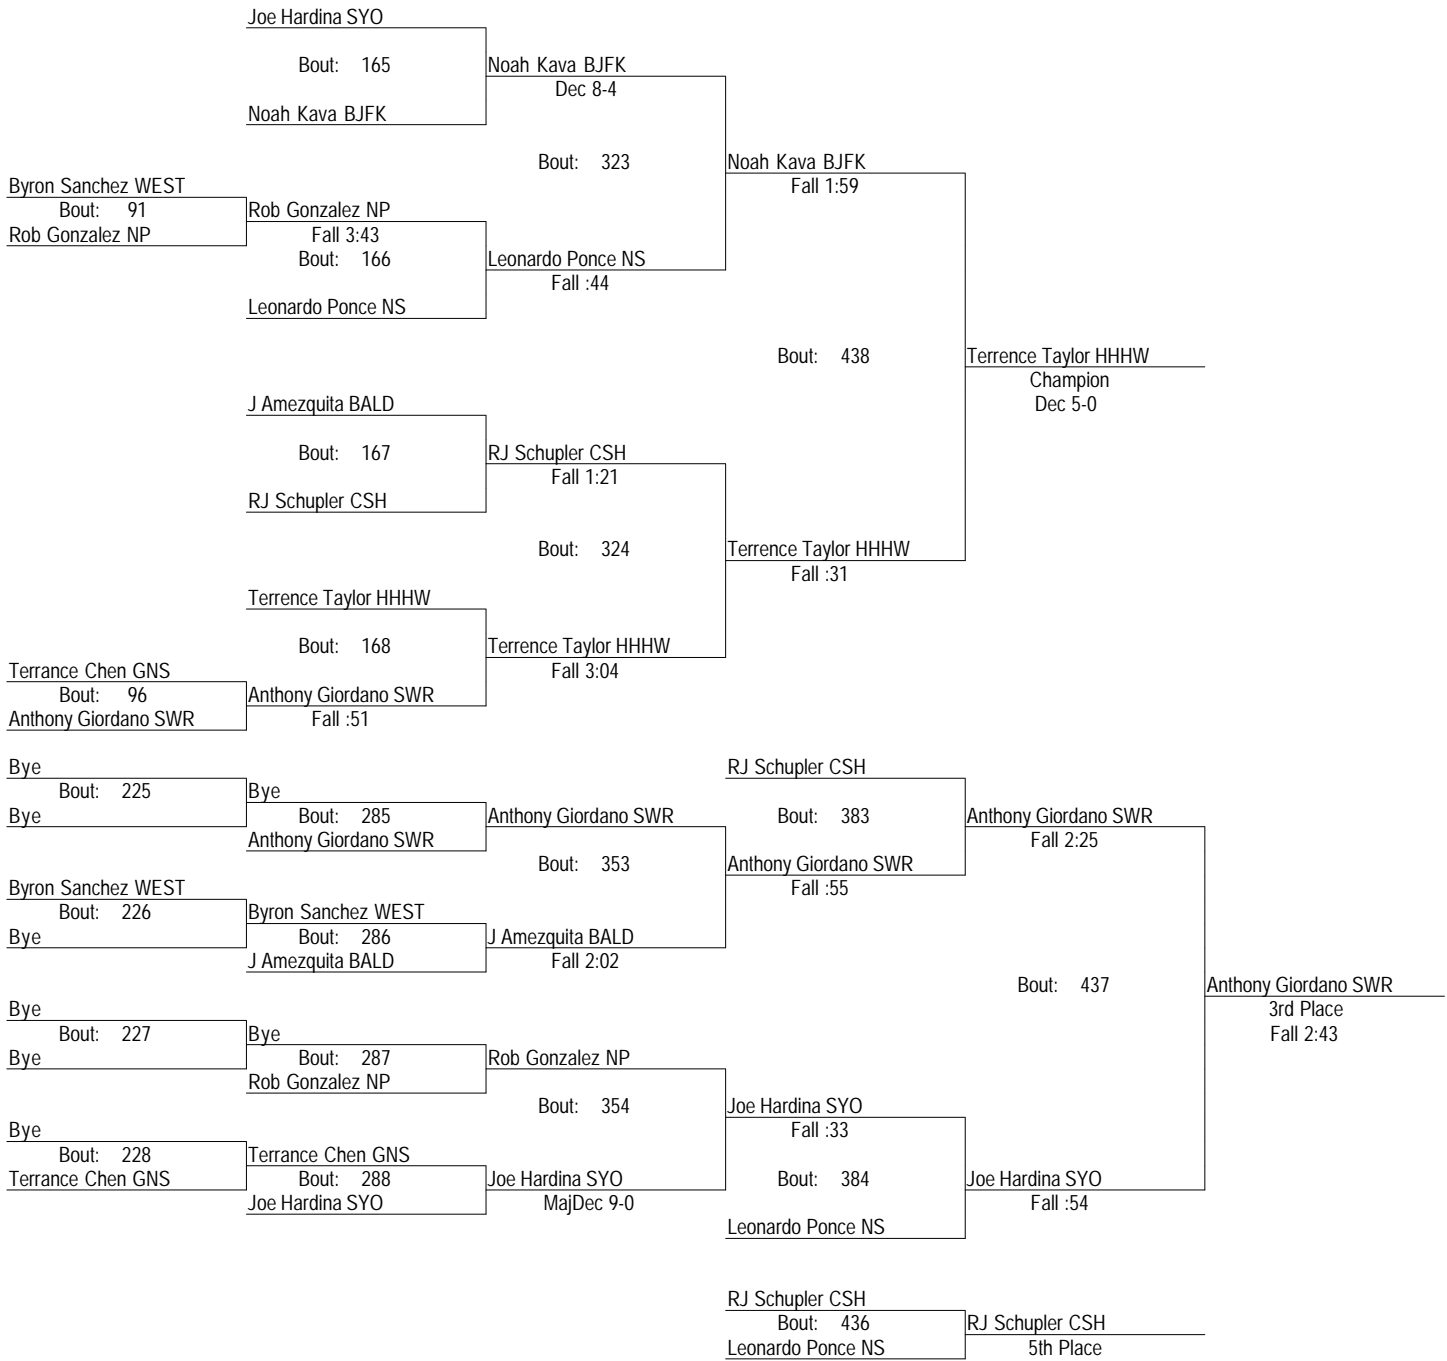 Joe Hardina SYO
Bout: 165 Noah Kava BJFK
Dec 8-4
Noah Kava BJFK
Bout: 323 Noah Kava BJFK
Byron Sanchez WEST Fall 1:59
Bout: 91 Rob Gonzalez NP
Rob Gonzalez NP Fall 3:43
Bout: 166 Leonardo Ponce NS
Fall :44
Leonardo Ponce NS
Bout: 438 Terrence Taylor HHHW
Champion
J Amezquita BALD Dec 5-0
Bout: 167 RJ Schupler CSH
Fall 1:21
RJ Schupler CSH
Bout: 324 Terrence Taylor HHHW
Fall :31
Terrence Taylor HHHW
Bout: 168 Terrence Taylor HHHW
Terrance Chen GNS Fall 3:04
Bout: 96 Anthony Giordano SWR
Anthony Giordano SWR Fall :51
Bye RJ Schupler CSH
Bout: 225 Bye
Bye Bout: 285 Anthony Giordano SWR Bout: 383 Anthony Giordano SWR
Anthony Giordano SWR Fall 2:25
Bout: 353 Anthony Giordano SWR
Byron Sanchez WEST Fall :55
Bout: 226 Byron Sanchez WEST
Bye Bout: 286 J Amezquita BALD
J Amezquita BALD Fall 2:02
Bout: 437 Anthony Giordano SWR
Bye 3rd Place
Bout: 227 Bye Fall 2:43
Bye Bout: 287 Rob Gonzalez NP
Rob Gonzalez NP
Bout: 354 Joe Hardina SYO
Bye Fall :33
Bout: 228 Terrance Chen GNS
Terrance Chen GNS Bout: 288 Joe Hardina SYO Bout: 384 Joe Hardina SYO
Joe Hardina SYO MajDec 9-0 Fall :54
Leonardo Ponce NS
RJ Schupler CSH
Bout: 436 RJ Schupler CSH
Leonardo Ponce NS 5th Place